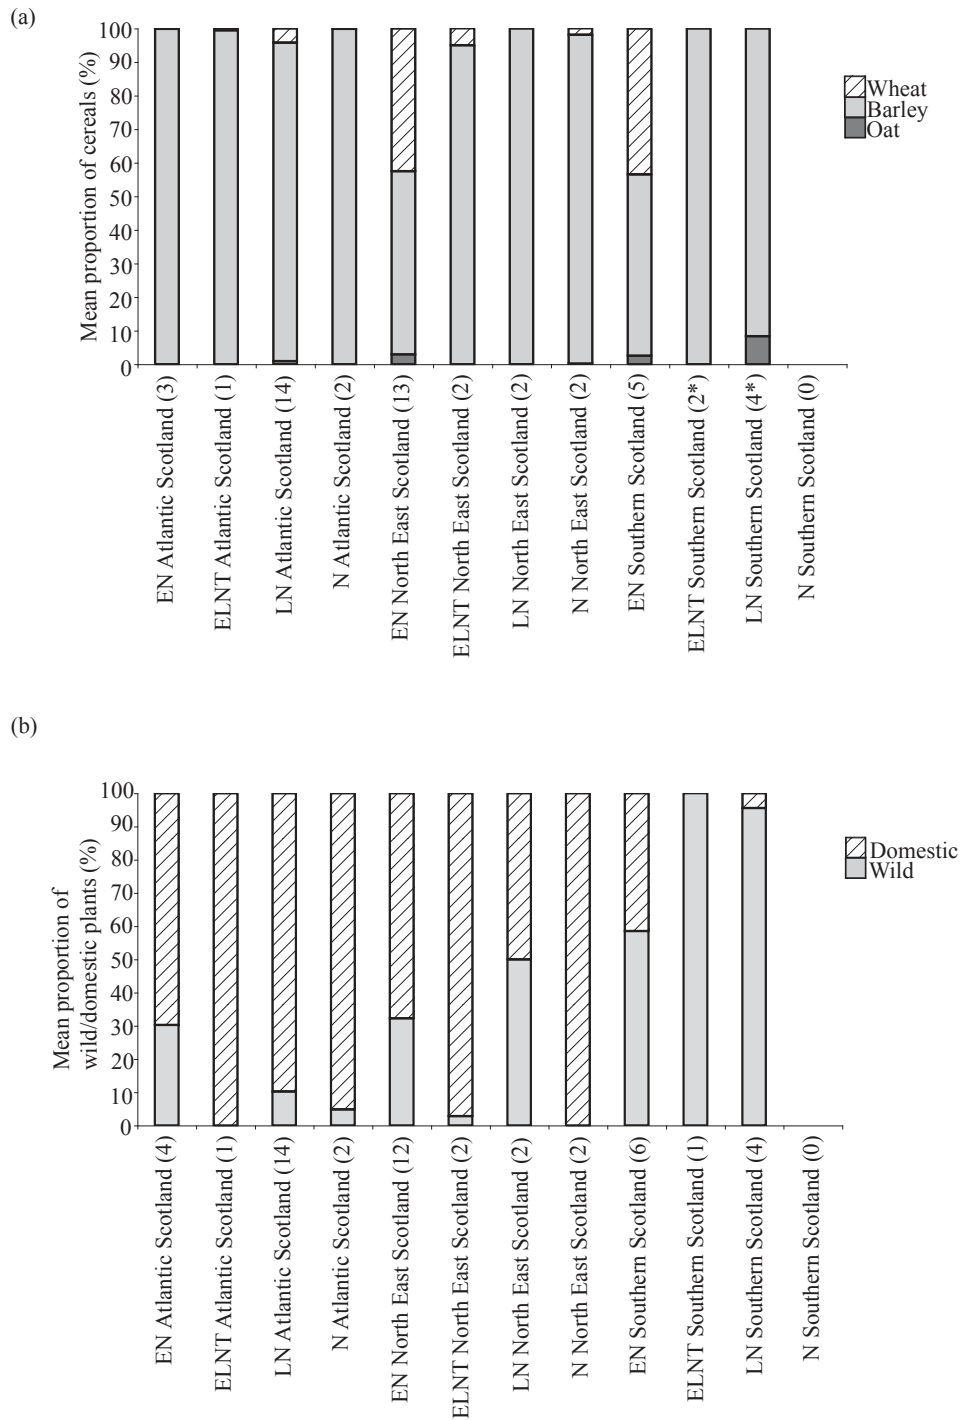 (a)
Mean proportion of cereals (%)
100
90
80
70
60
50
40
30
20
10
0
EN Atlantic Scotland (3)
ELNT Atlantic Scotland (1)
LN Atlantic Scotland (14)
N Atlantic Scotland (2)
EN North East Scotland (13)
ELNT North East Scotland (2)
LN North East Scotland (2)
N North East Scotland (2)
EN Southern Scotland (5)
ELNT Southern Scotland (2*)
LN Southern Scotland (4*)
N Southern Scotland (0)
Wheat
Barley
Oat
(b)
Mean proportion of
wild/domestic plants (%)
100
90
80
70
60
50
40
30
20
10
0
EN Atlantic Scotland (4)
ELNT Atlantic Scotland (1)
LN Atlantic Scotland (14)
N Atlantic Scotland (2)
EN North East Scotland (12)
ELNT North East Scotland (2)
LN North East Scotland (2)
N North East Scotland (2)
EN Southern Scotland (6)
ELNT Southern Scotland (1)
LN Southern Scotland (4)
N Southern Scotland (0)
Domestic
Wild